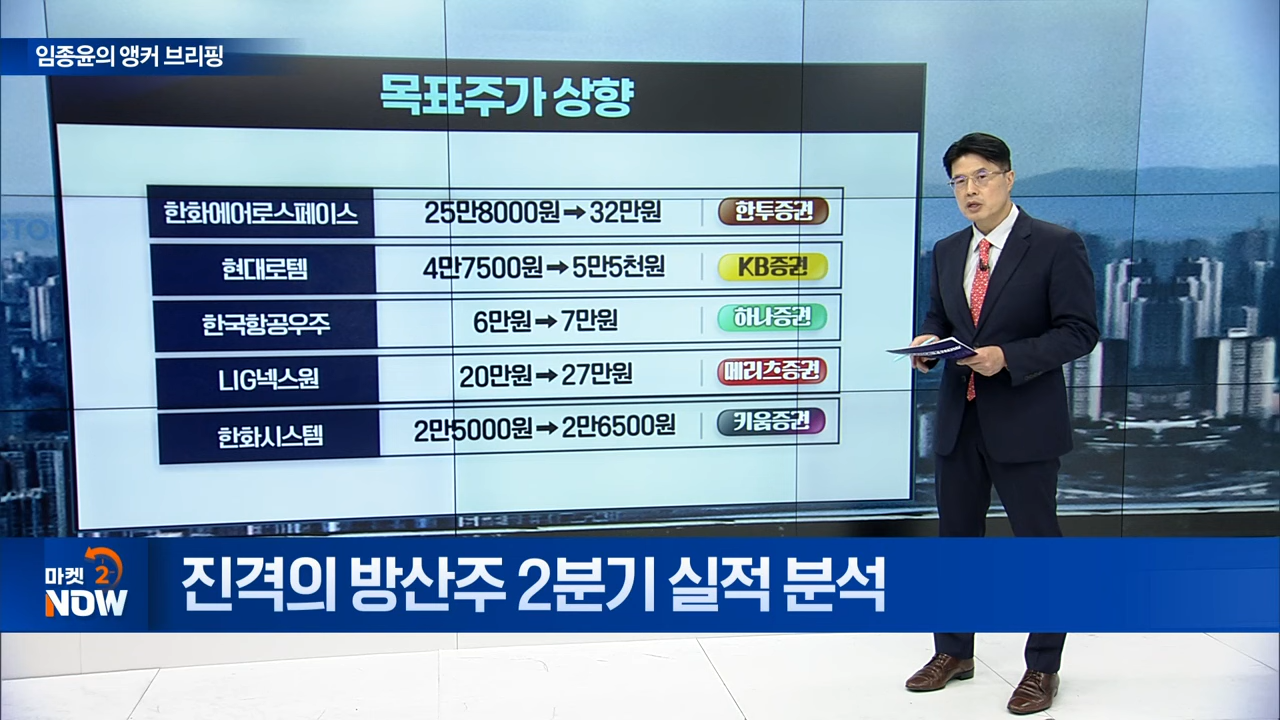 임종윤의 앵커 브리핑
목표주가 상향
한화에어로스페이스 25만8000원→32만원 한투증권
현대로템 4만7500원→5만5천원 KB증권
한국항공우주 6만원→7만원 하나증권
LIG넥스원 20만원→27만원 메리츠증권
한화시스템 2만5000원→2만6500원 키움증권
마켓 2
NOW
진격의 방산주 2분기 실적 분석